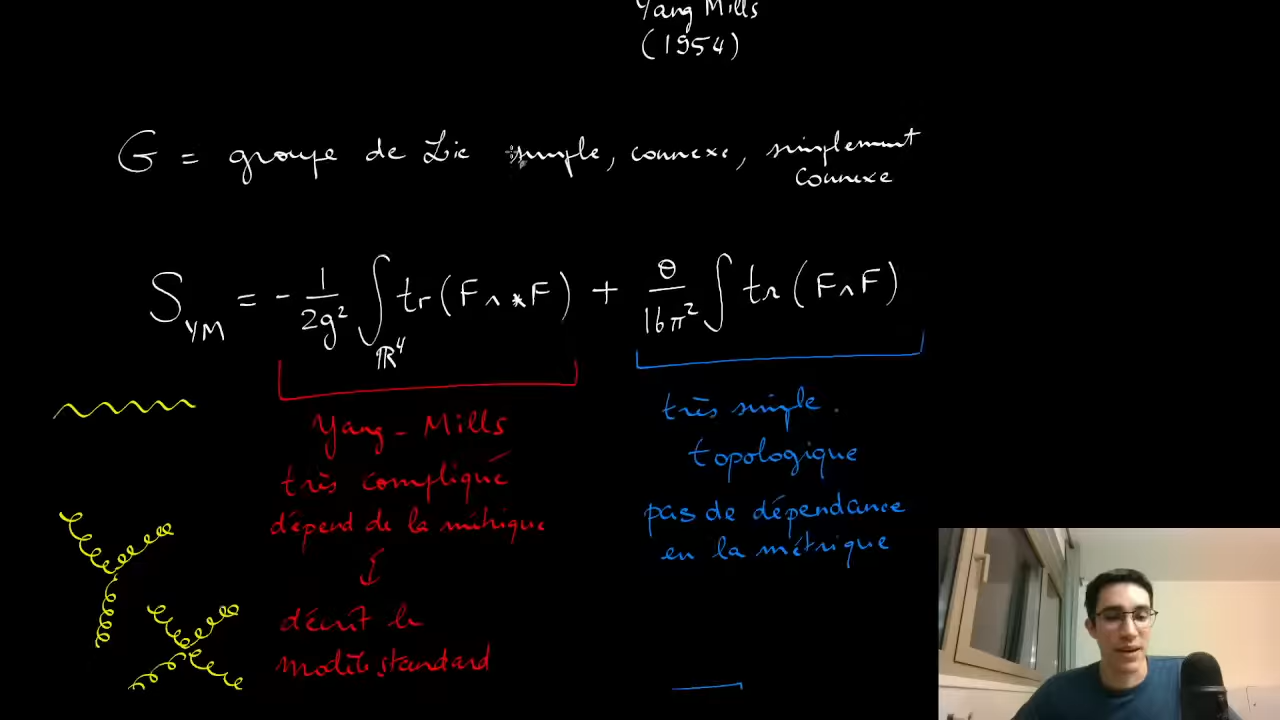 Yang Mills
(1954)
G = groupe de Lie simple, connexe, simplement
connexe
S_YM = - 1/2g² ∫_ℝ⁴ tr(F∧*F) + θ/16π² ∫ tr(F∧F)
Yang-Mills
très compliqué
dépend de la métrique
décrit le
modèle standard
très simple.
topologique
pas de dépendance
en la métrique